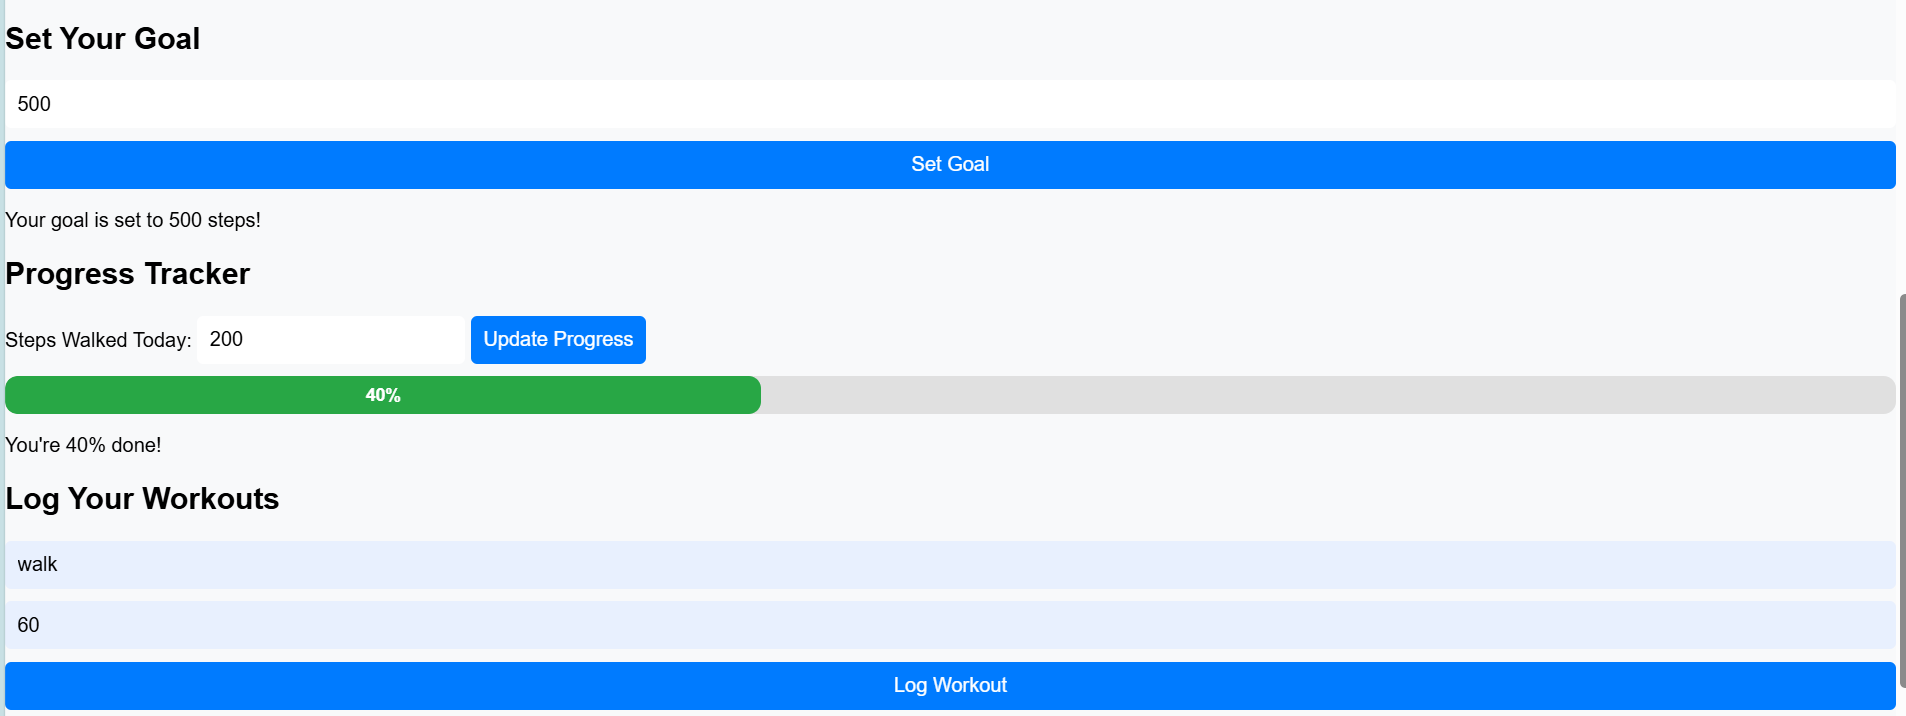 Set Your Goal
500
Set Goal
Your goal is set to 500 steps!
Progress Tracker
Steps Walked Today: 200 Update Progress
40%
You're 40% done!
Log Your Workouts
walk
60
Log Workout